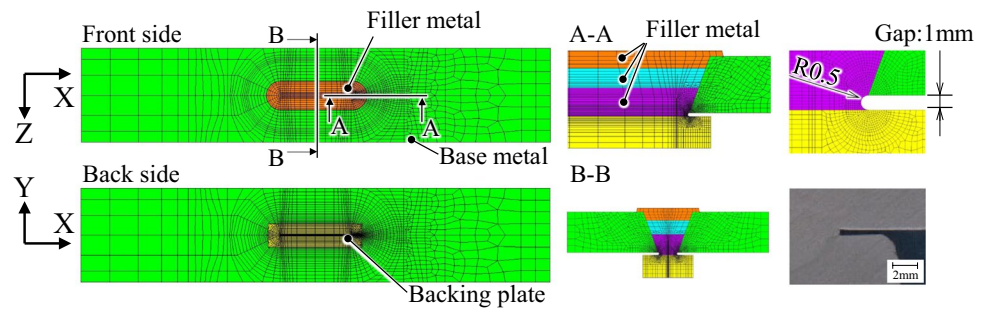 Front side
B
Filler metal
X
Z
A
A
B
Base metal
Back side
Y
X
Backing plate
A-A
Filler metal
Gap:1mm
R0.5
B-B
2mm